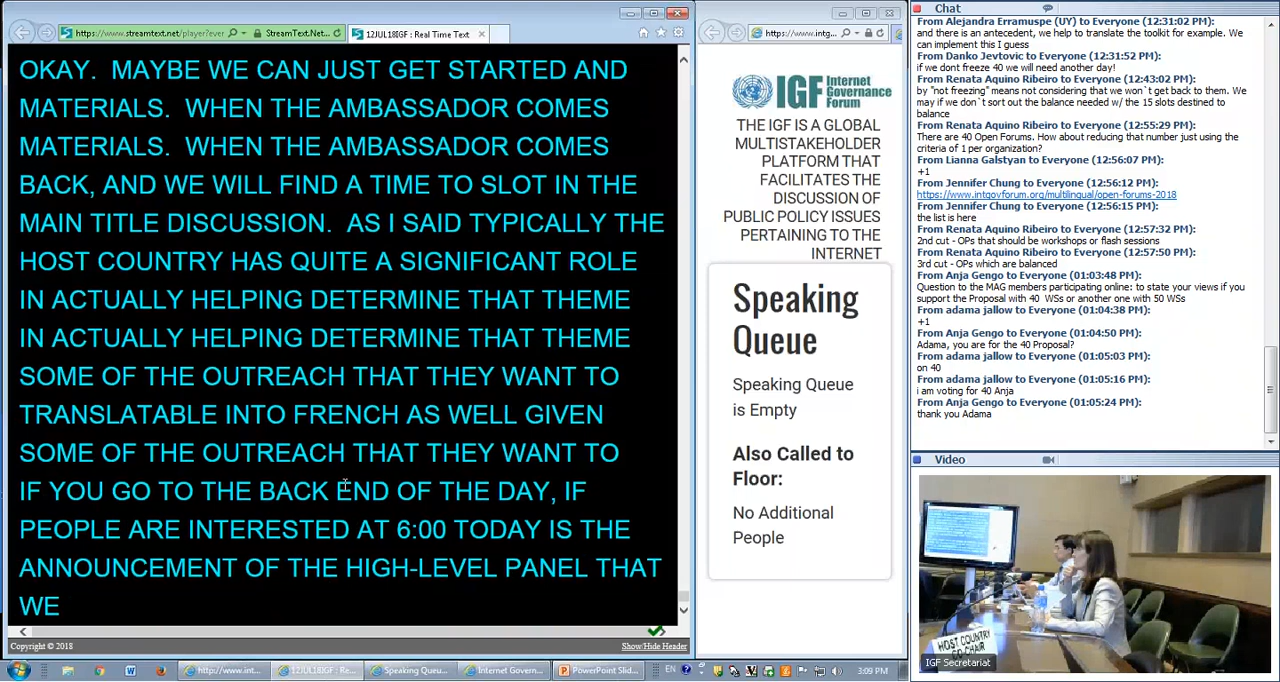 https://www.streamtext.net/player?ever
StreamText.Net...
12JUL18IGF : Real Time Text
OKAY.  MAYBE WE CAN JUST GET STARTED AND
MATERIALS.  WHEN THE AMBASSADOR COMES
MATERIALS.  WHEN THE AMBASSADOR COMES
BACK, AND WE WILL FIND A TIME TO SLOT IN THE
MAIN TITLE DISCUSSION.  AS I SAID TYPICALLY THE
HOST COUNTRY HAS QUITE A SIGNIFICANT ROLE
IN ACTUALLY HELPING DETERMINE THAT THEME
IN ACTUALLY HELPING DETERMINE THAT THEME
SOME OF THE OUTREACH THAT THEY WANT TO
TRANSLATABLE INTO FRENCH AS WELL GIVEN
SOME OF THE OUTREACH THAT THEY WANT TO
IF YOU GO TO THE BACK END OF THE DAY, IF
PEOPLE ARE INTERESTED AT 6:00 TODAY IS THE
ANNOUNCEMENT OF THE HIGH-LEVEL PANEL THAT
WE
Copyright © 2018
Show/Hide Header
https://www.intg...
IGF Internet
Governance
Forum
THE IGF IS A GLOBAL
MULTISTAKEHOLDER
PLATFORM THAT
FACILITATES THE
DISCUSSION OF
PUBLIC POLICY ISSUES
PERTAINING TO THE
INTERNET
Speaking
Queue
Speaking Queue
is Empty
Also Called to
Floor:
No Additional
People
Chat
From Alejandra Erramuspe (UY) to Everyone (12:31:02 PM):
and there is an antecedent, we help to translate the toolkit for example. We
can implement this I guess
From Danko Jevtovic to Everyone (12:31:52 PM):
if we dont freeze 40 we will need another day!
From Renata Aquino Ribeiro to Everyone (12:43:02 PM):
by "not freezing" means not considering that we won`t get back to them. We
may if we don`t sort out the balance needed w/ the 15 slots destined to
balance
From Renata Aquino Ribeiro to Everyone (12:55:29 PM):
There are 40 Open Forums. How about reducing that number just using the
criteria of 1 per organization?
From Lianna Galstyan to Everyone (12:56:07 PM):
+1
From Jennifer Chung to Everyone (12:56:12 PM):
https://www.intgovforum.org/multilingual/open-forums-2018
From Jennifer Chung to Everyone (12:56:15 PM):
the list is here
From Renata Aquino Ribeiro to Everyone (12:57:32 PM):
2nd cut - OPs that should be workshops or flash sessions
From Renata Aquino Ribeiro to Everyone (12:57:50 PM):
3rd cut - OPs which are balanced
From Anja Gengo to Everyone (01:03:48 PM):
Question to the MAG members participating online: to state your views if you
support the Proposal with 40  WSs or another one with 50 WSs
From adama jallow to Everyone (01:04:38 PM):
+1
From Anja Gengo to Everyone (01:04:50 PM):
Adama, you are for the 40 Proposal?
From adama jallow to Everyone (01:05:03 PM):
on 40
From adama jallow to Everyone (01:05:16 PM):
i am voting for 40 Anja
From Anja Gengo to Everyone (01:05:24 PM):
thank you Adama
Video
HOST COUNTRY
CO-CHAIR
IGF Secretariat
http://www.int...
12JUL18IGF : Re...
Speaking Queu...
Internet Govern...
PowerPoint Slid...
EN
3:09 PM